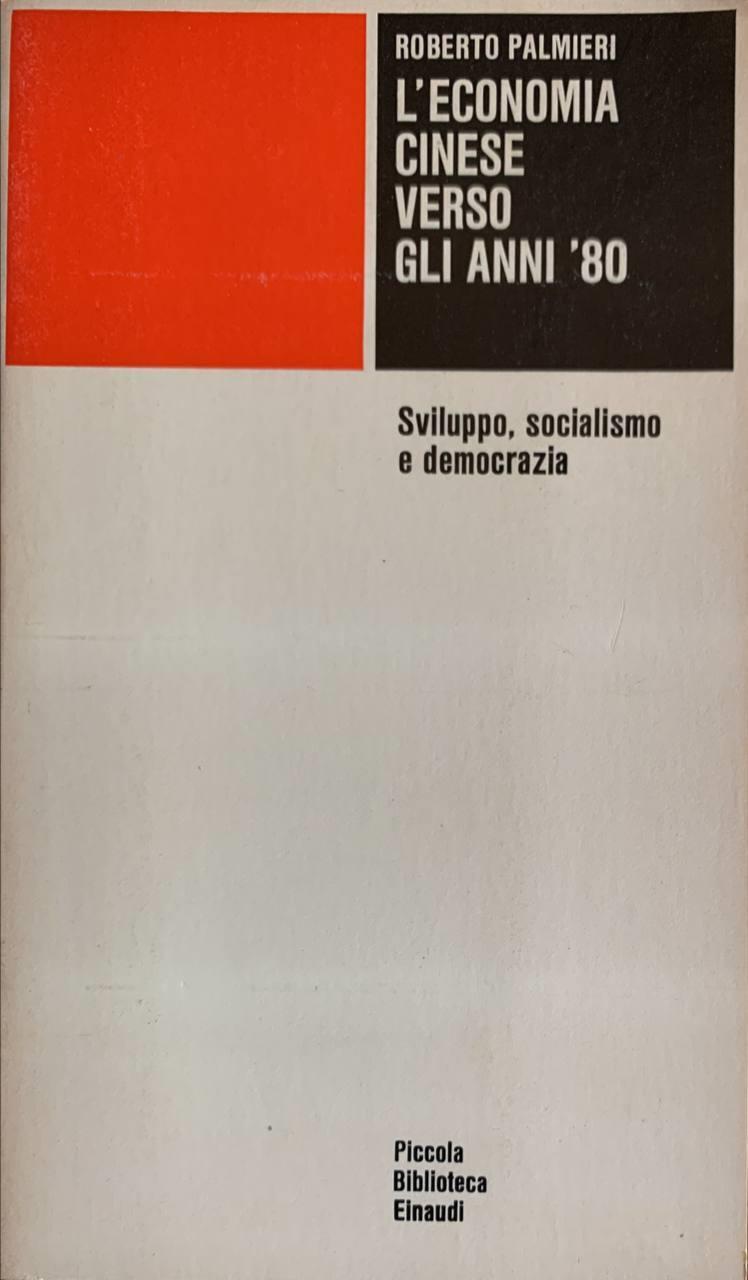 ROBERTO PALMIERI
L'ECONOMIA
CINESE
VERSO
GLI ANNI '80
Sviluppo, socialismo
e democrazia
Piccola
Biblioteca
Einaudi